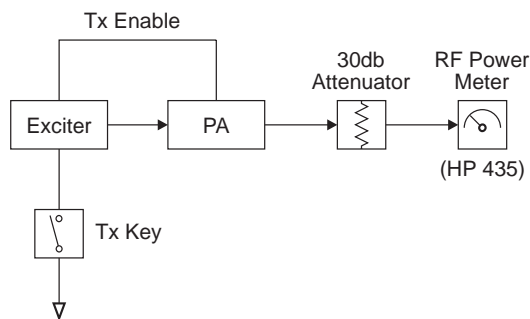 Tx Enable
30db
Attenuator
RF Power
Meter
Exciter
PA
(HP 435)
Tx Key